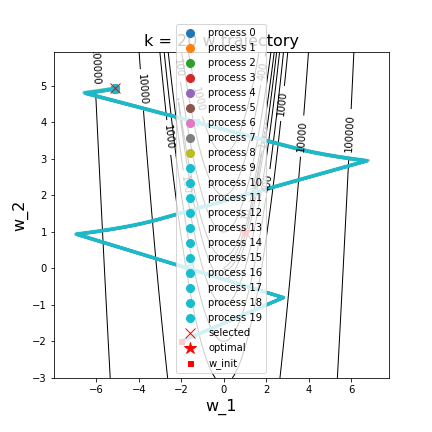 k = 20 w trajectory
process 0
process 1
process 2
process 3
process 4
process 5
process 6
process 7
process 8
process 9
process 10
process 11
process 12
process 13
process 14
process 15
process 16
process 17
process 18
process 19
selected
optimal
w_init
10000
1000
1000
1000
10000
100000
5
4
3
2
1
0
−1
−2
−3
w_2
−6
−4
−2
0
2
4
6
w_1